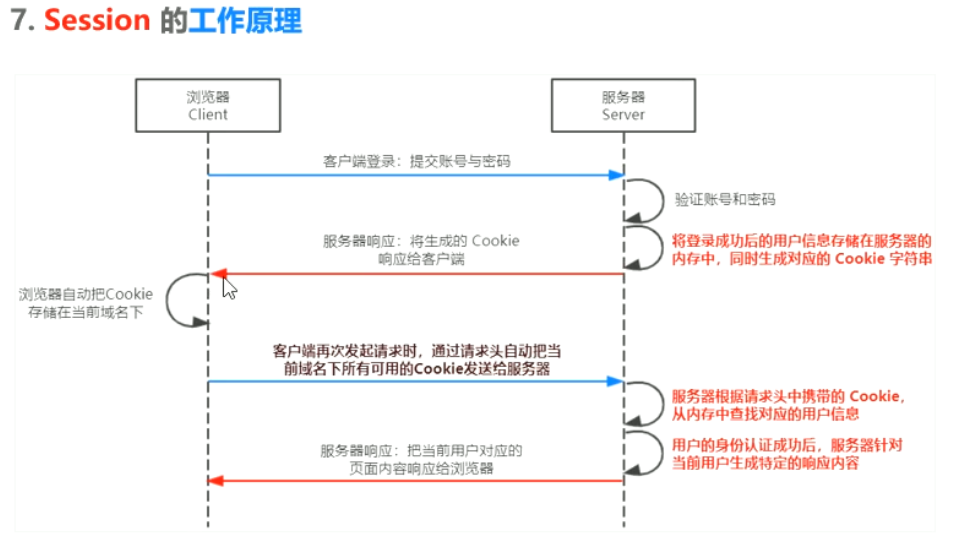 7. Session 的工作原理
浏览器
Client
服务器
Server
客户端登录：提交账号与密码
验证账号和密码
服务器响应：将生成的 Cookie
响应给客户端
将登录成功后的用户信息存储在服务器的
内存中，同时生成对应的 Cookie 字符串
浏览器自动把Cookie
存储在当前域名下
客户端再次发起请求时，通过请求头自动把当
前域名下所有可用的Cookie发送给服务器
服务器根据请求头中携带的 Cookie，
从内存中查找对应的用户信息
服务器响应：把当前用户对应的
页面内容响应给浏览器
用户的身份认证成功后，服务器针对
当前用户生成特定的响应内容